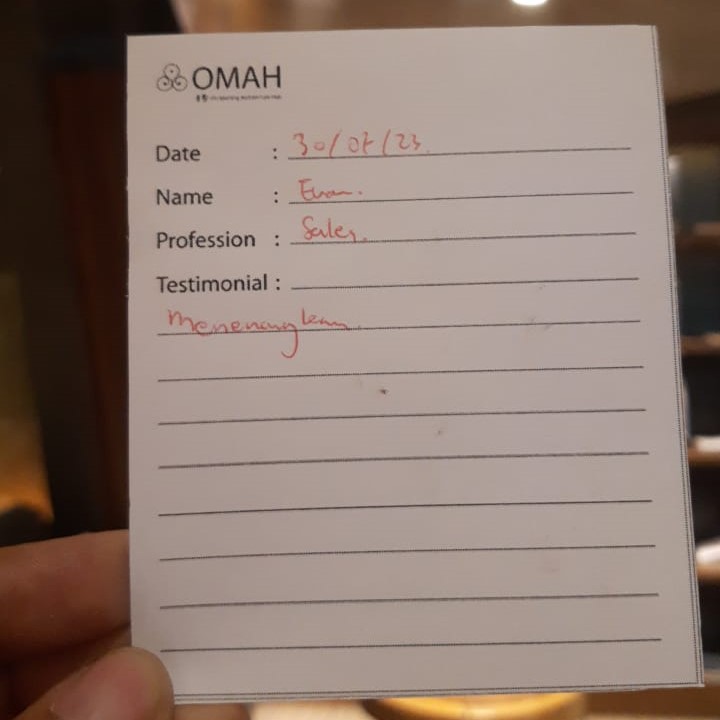 OMAH
Date : 30/07/23.
Name : Evan.
Profession : Sales.
Testimonial :
Menenangkan.